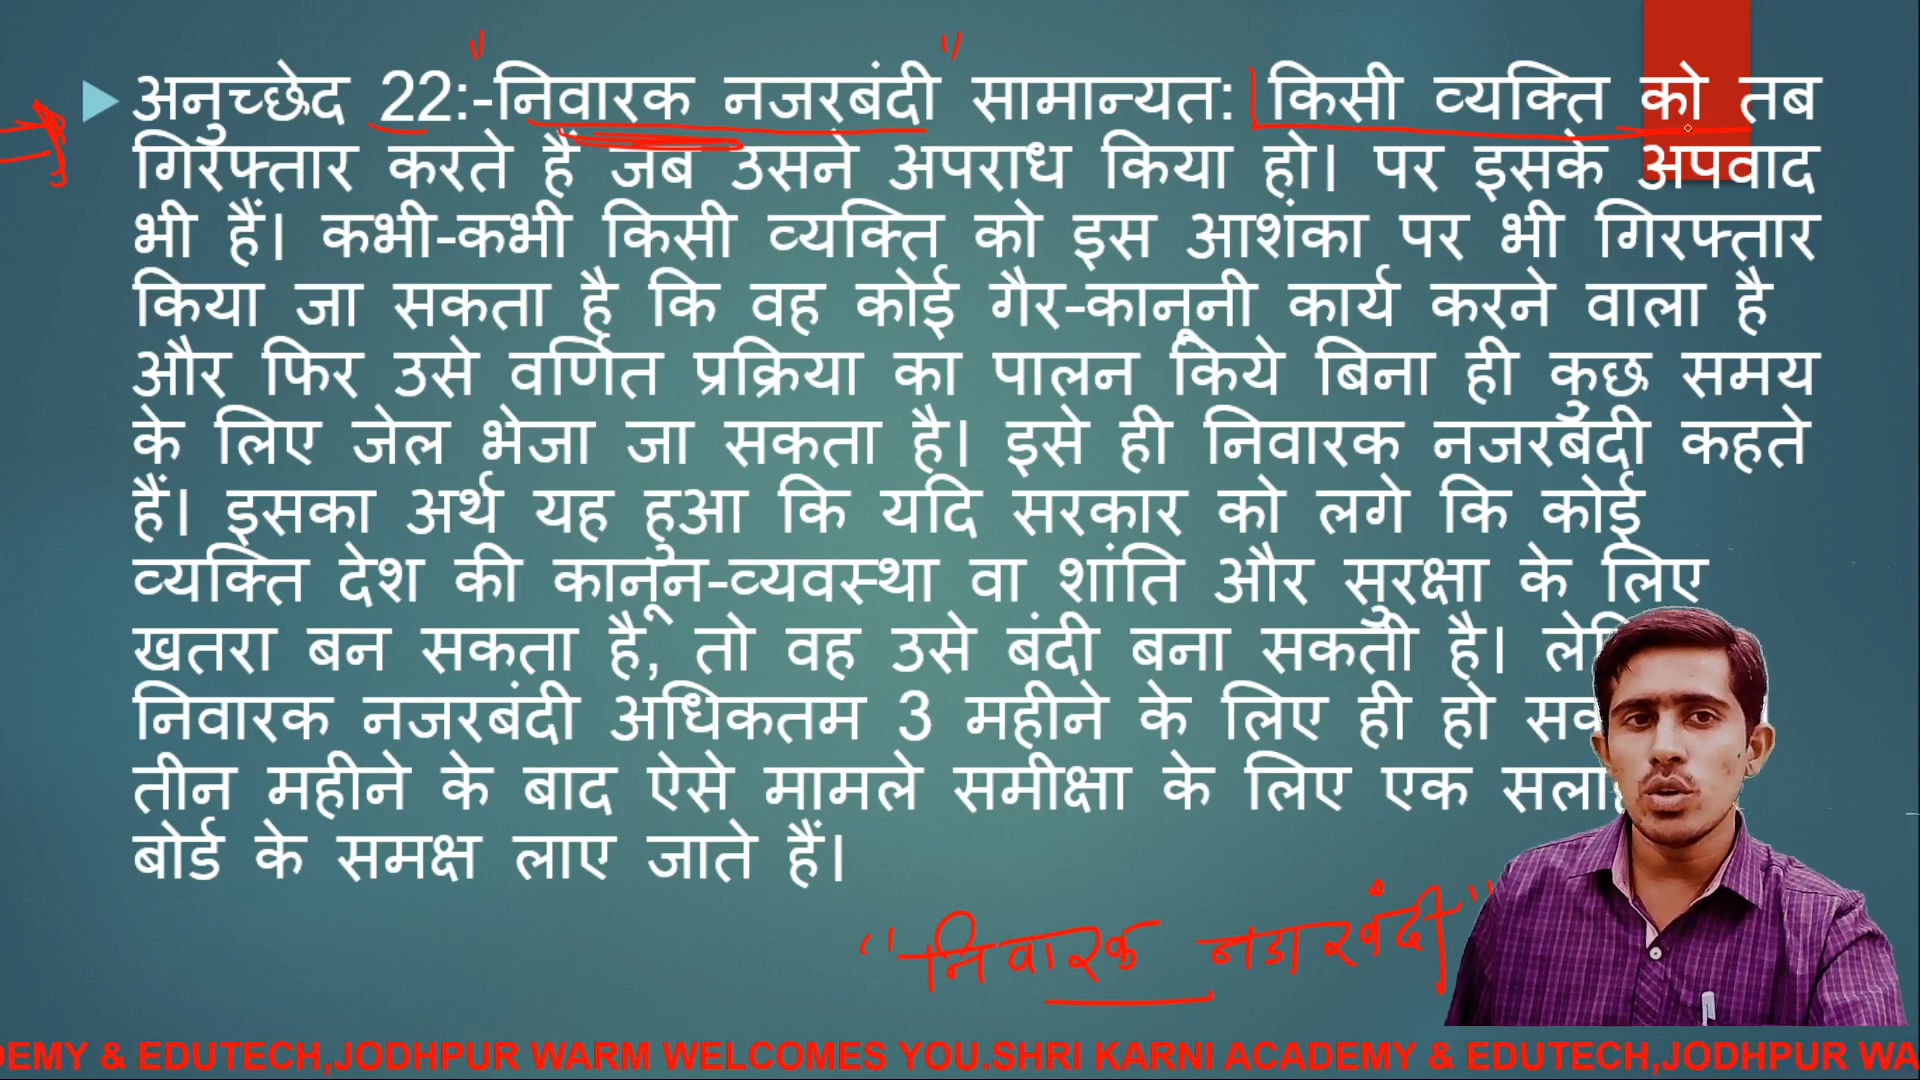 अनुच्छेद 22:-निवारक नजरबंदी सामान्यत: किसी व्यक्ति को तब
गिरफ्तार करते हैं जब उसने अपराध किया हो। पर इसके अपवाद
भी हैं। कभी-कभी किसी व्यक्ति को इस आशंका पर भी गिरफ्तार
किया जा सकता है कि वह कोई गैर-कानूनी कार्य करने वाला है
और फिर उसे वर्णित प्रक्रिया का पालन किये बिना ही कुछ समय
के लिए जेल भेजा जा सकता है। इसे ही निवारक नजरबंदी कहते
हैं। इसका अर्थ यह हुआ कि यदि सरकार को लगे कि कोई
व्यक्ति देश की कानून-व्यवस्था वा शांति और सुरक्षा के लिए
खतरा बन सकता है, तो वह उसे बंदी बना सकती है।
निवारक नजरबंदी अधिकतम 3 महीने के लिए ही हो
तीन महीने के बाद ऐसे मामले समीक्षा के लिए एक
बोर्ड के समक्ष लाए जाते हैं।
"निवारक नजरबंदी"
& EDUTECH,JODHPUR WARM WELCOMES YOU.SHRI KARNI ACADEMY & EDUTECH,JODHPUR